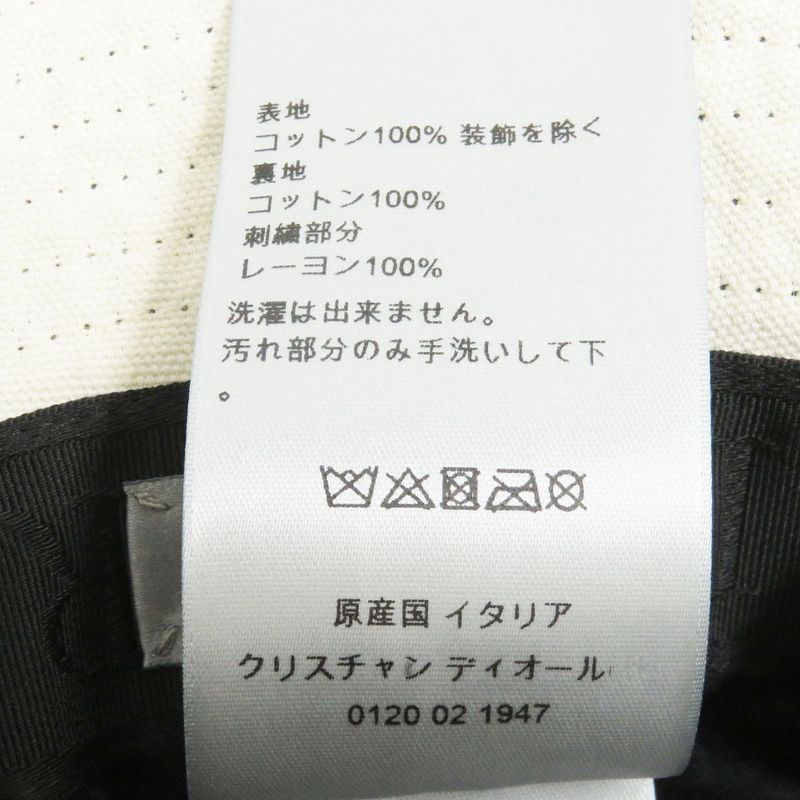 表地
コットン100% 装飾を除く
裏地
コットン100%
刺繍部分
レーヨン100%
洗濯は出来ません。
汚れ部分のみ手洗いして下
。
原産国 イタリア
クリスチャン ディオール
0120 02 1947